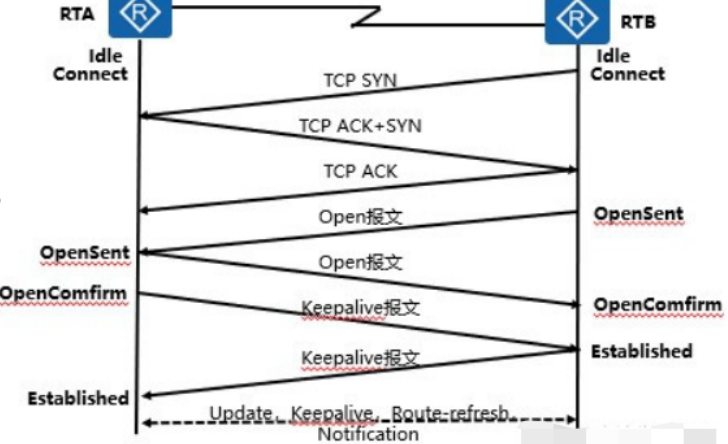 RTA
RTB
Idle
Connect
Idle
Connect
TCP SYN
TCP ACK+SYN
TCP ACK
Open报文
OpenSent
OpenSent
Open报文
OpenComfirm
OpenComfirm
Keepalive报文
Established
Keepalive报文
Established
Update, Keepalive, Route-refresh,
Notification